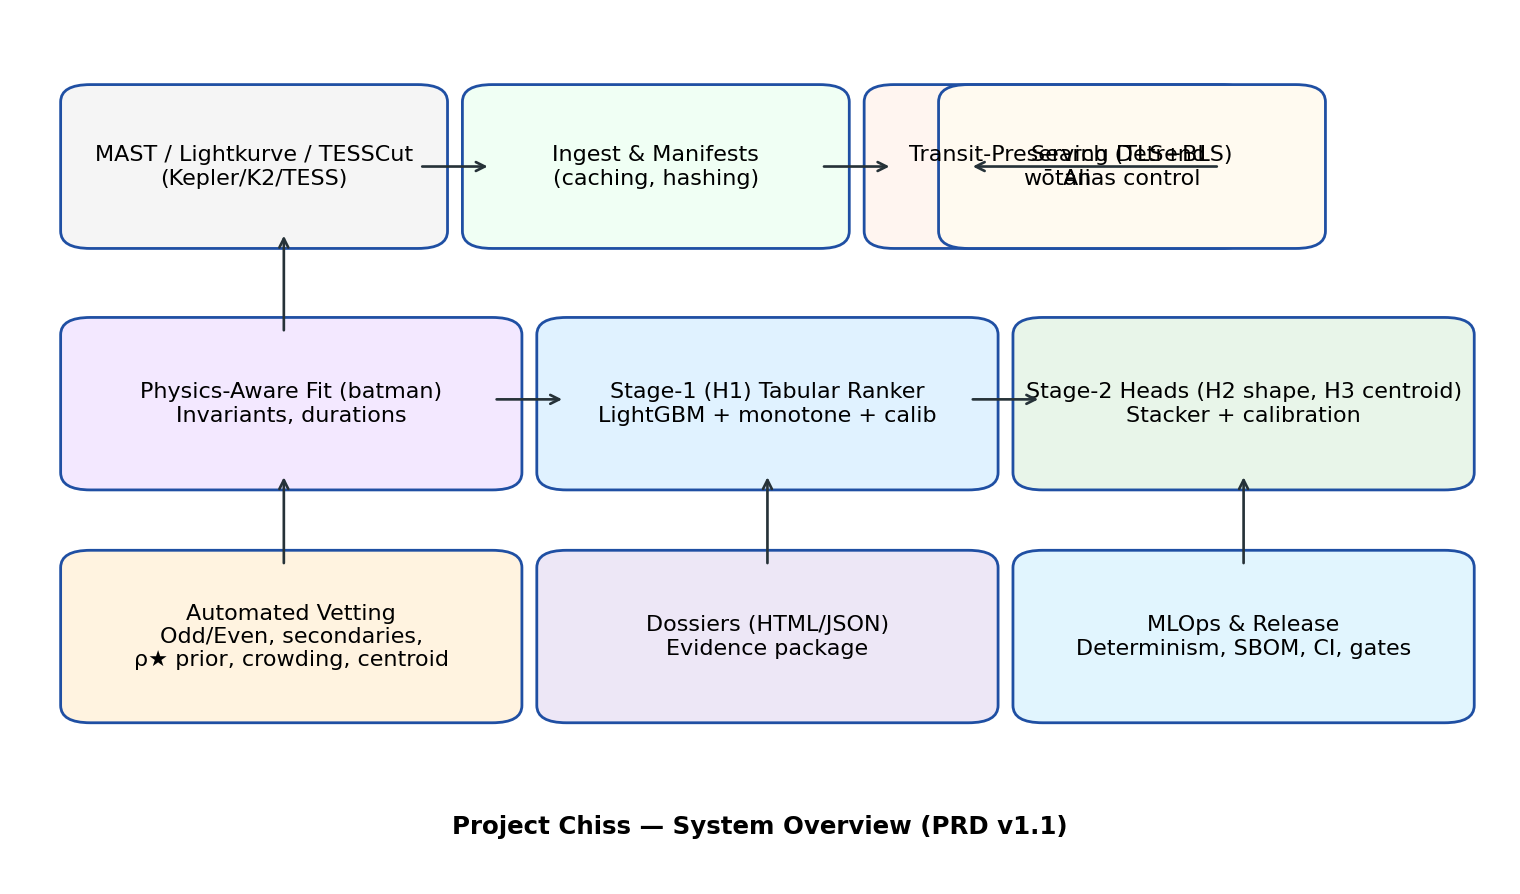 MAST / Lightkurve / TESSCut
(Kepler/K2/TESS)
Ingest & Manifests
(caching, hashing)
Transit-Preserving Detrend
wōtan
Search (TLS+BLS)
Alias control
Physics-Aware Fit (batman)
Invariants, durations
Stage-1 (H1) Tabular Ranker
LightGBM + monotone + calib
Stage-2 Heads (H2 shape, H3 centroid)
Stacker + calibration
Automated Vetting
Odd/Even, secondaries,
ρ★ prior, crowding, centroid
Dossiers (HTML/JSON)
Evidence package
MLOps & Release
Determinism, SBOM, CI, gates
Project Chiss — System Overview (PRD v1.1)